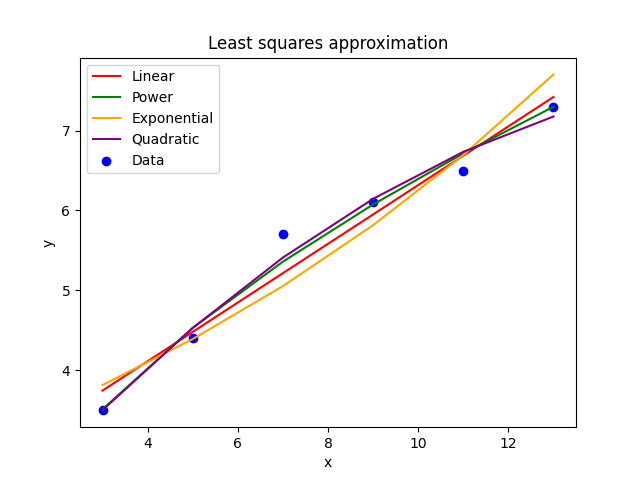 Least squares approximation
Linear
Power
Exponential
Quadratic
Data
y
7
6
5
4
4
6
8
10
12
x